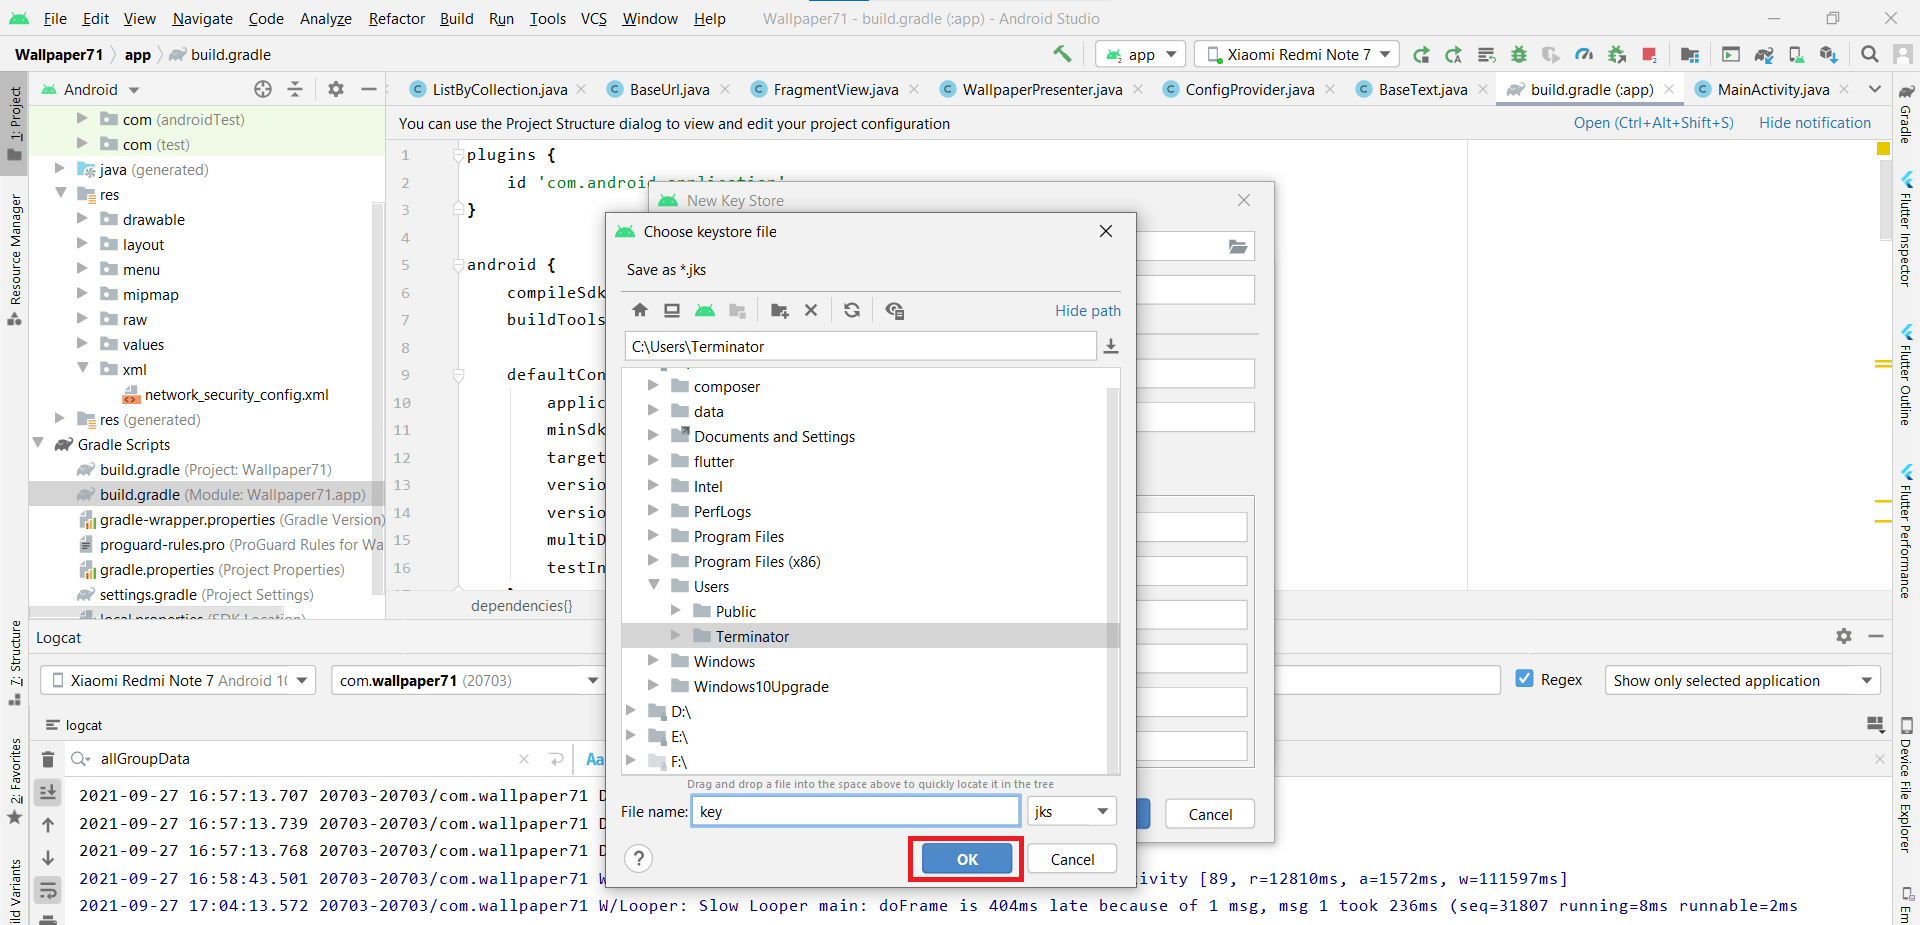 File Edit View Navigate Code Analyze Refactor Build Run Tools VCS Window Help Wallpaper71 - build.gradle (:app) - Android Studio
Wallpaper71 app build.gradle app Xiaomi Redmi Note 7
Android ListByCollection.java BaseUrl.java FragmentView.java WallpaperPresenter.java ConfigProvider.java BaseText.java build.gradle (:app) MainActivity.java
You can use the Project Structure dialog to view and edit your project configuration Open (Ctrl+Alt+Shift+S) Hide notification
1: Project
Resource Manager
7: Structure
2: Favorites
ild Variants
com (androidTest)
com (test)
java (generated)
res
drawable
layout
menu
mipmap
raw
values
xml
network_security_config.xml
res (generated)
Gradle Scripts
build.gradle (Project: Wallpaper71)
build.gradle (Module: Wallpaper71.app)
gradle-wrapper.properties (Gradle Version)
proguard-rules.pro (ProGuard Rules for Wa
gradle.properties (Project Properties)
settings.gradle (Project Settings)
local.properties (SDK Location)
1 plugins {
2 id 'com.android.application'
3 }
4
5 android {
6 compileSdk
7 buildTools
8
9 defaultCon
10 applic
11 minSdk
12 target
13 versio
14 versio
15 multiD
16 testIn
dependencies{}
New Key Store
Cancel
Choose keystore file
Save as *.jks
Hide path
C:\Users\Terminator
composer
data
Documents and Settings
flutter
Intel
PerfLogs
Program Files
Program Files (x86)
Users
Public
Terminator
Windows
Windows10Upgrade
D:\
E:\
F:\
Drag and drop a file into the space above to quickly locate it in the tree
File name: key jks
? OK Cancel
Gradle
Flutter Inspector
Flutter Outline
Flutter Performance
Device File Explorer
Em
Logcat
Xiaomi Redmi Note 7 Android 1( com.wallpaper71 (20703) Regex Show only selected application
logcat
allGroupData Aa
2021-09-27 16:57:13.707 20703-20703/com.wallpaper71 D
2021-09-27 16:57:13.739 20703-20703/com.wallpaper71 D
2021-09-27 16:57:13.768 20703-20703/com.wallpaper71 D
2021-09-27 16:58:43.501 20703-20703/com.wallpaper71 W ivity [89, r=12810ms, a=1572ms, w=111597ms]
2021-09-27 17:04:13.572 20703-20703/com.wallpaper71 W/Looper: Slow Looper main: doFrame is 404ms late because of 1 msg, msg 1 took 236ms (seq=31807 running=8ms runnable=2ms